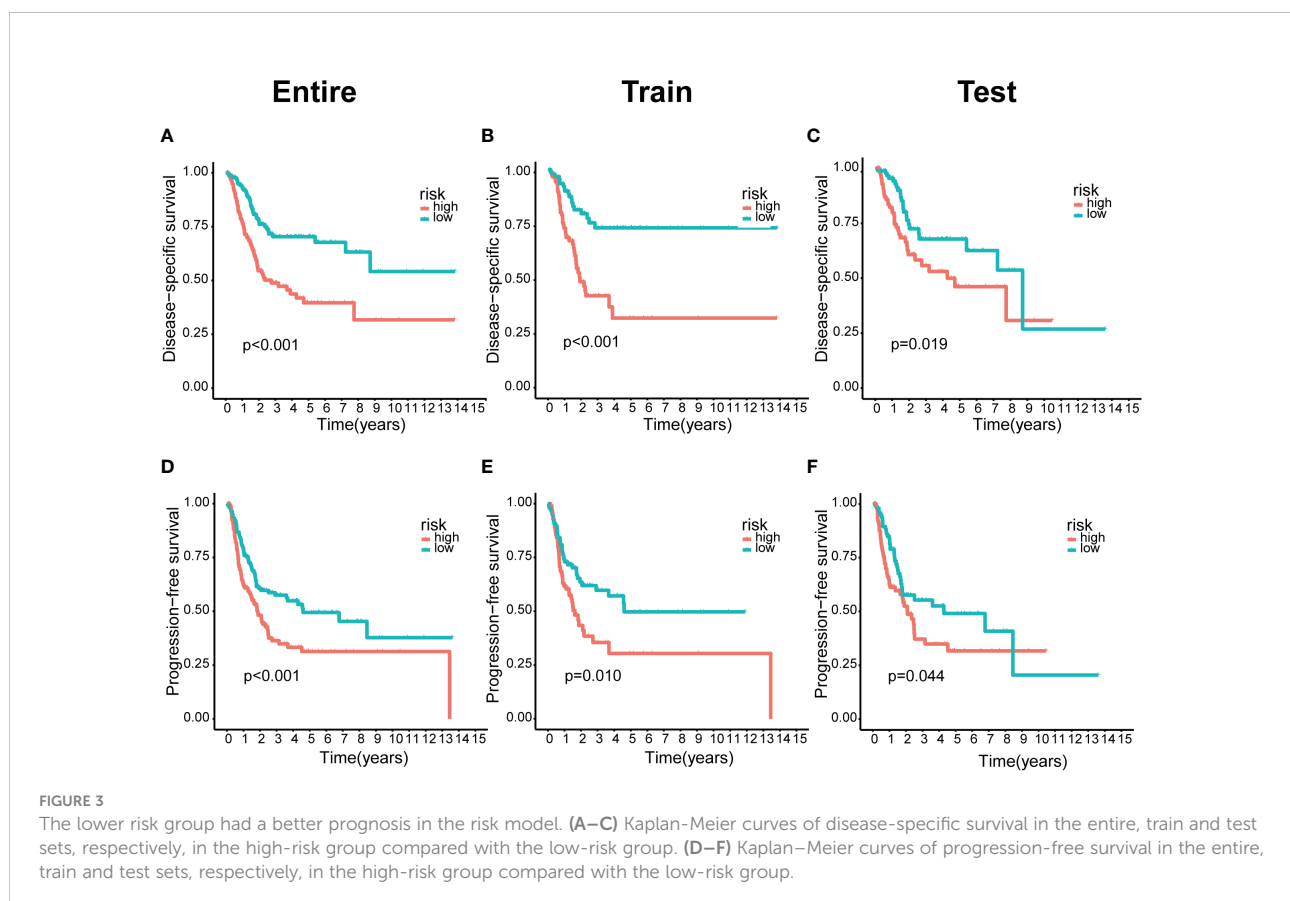 Entire
Train
Test
A
B
C
1.00
0.75
0.50
0.25
0.00
Disease−specific survival
risk
high
low
p<0.001
0 1 2 3 4 5 6 7 8 9 10 11 12 13 14 15
Time(years)
1.00
0.75
0.50
0.25
0.00
Disease−specific survival
risk
high
low
p<0.001
0 1 2 3 4 5 6 7 8 9 10 11 12 13 14 15
Time(years)
1.00
0.75
0.50
0.25
0.00
Disease−specific survival
risk
high
low
p=0.019
0 1 2 3 4 5 6 7 8 9 10 11 12 13 14 15
Time(years)
D
E
F
1.00
0.75
0.50
0.25
0.00
Progression−free survival
risk
high
low
p<0.001
0 1 2 3 4 5 6 7 8 9 10 11 12 13 14 15
Time(years)
1.00
0.75
0.50
0.25
0.00
Progression−free survival
risk
high
low
p=0.010
0 1 2 3 4 5 6 7 8 9 10 11 12 13 14 15
Time(years)
1.00
0.75
0.50
0.25
0.00
Progression−free survival
risk
high
low
p=0.044
0 1 2 3 4 5 6 7 8 9 10 11 12 13 14 15
Time(years)
FIGURE 3
The lower risk group had a better prognosis in the risk model. (A–C) Kaplan-Meier curves of disease-specific survival in the entire, train and test
sets, respectively, in the high-risk group compared with the low-risk group. (D–F) Kaplan–Meier curves of progression-free survival in the entire,
train and test sets, respectively, in the high-risk group compared with the low-risk group.